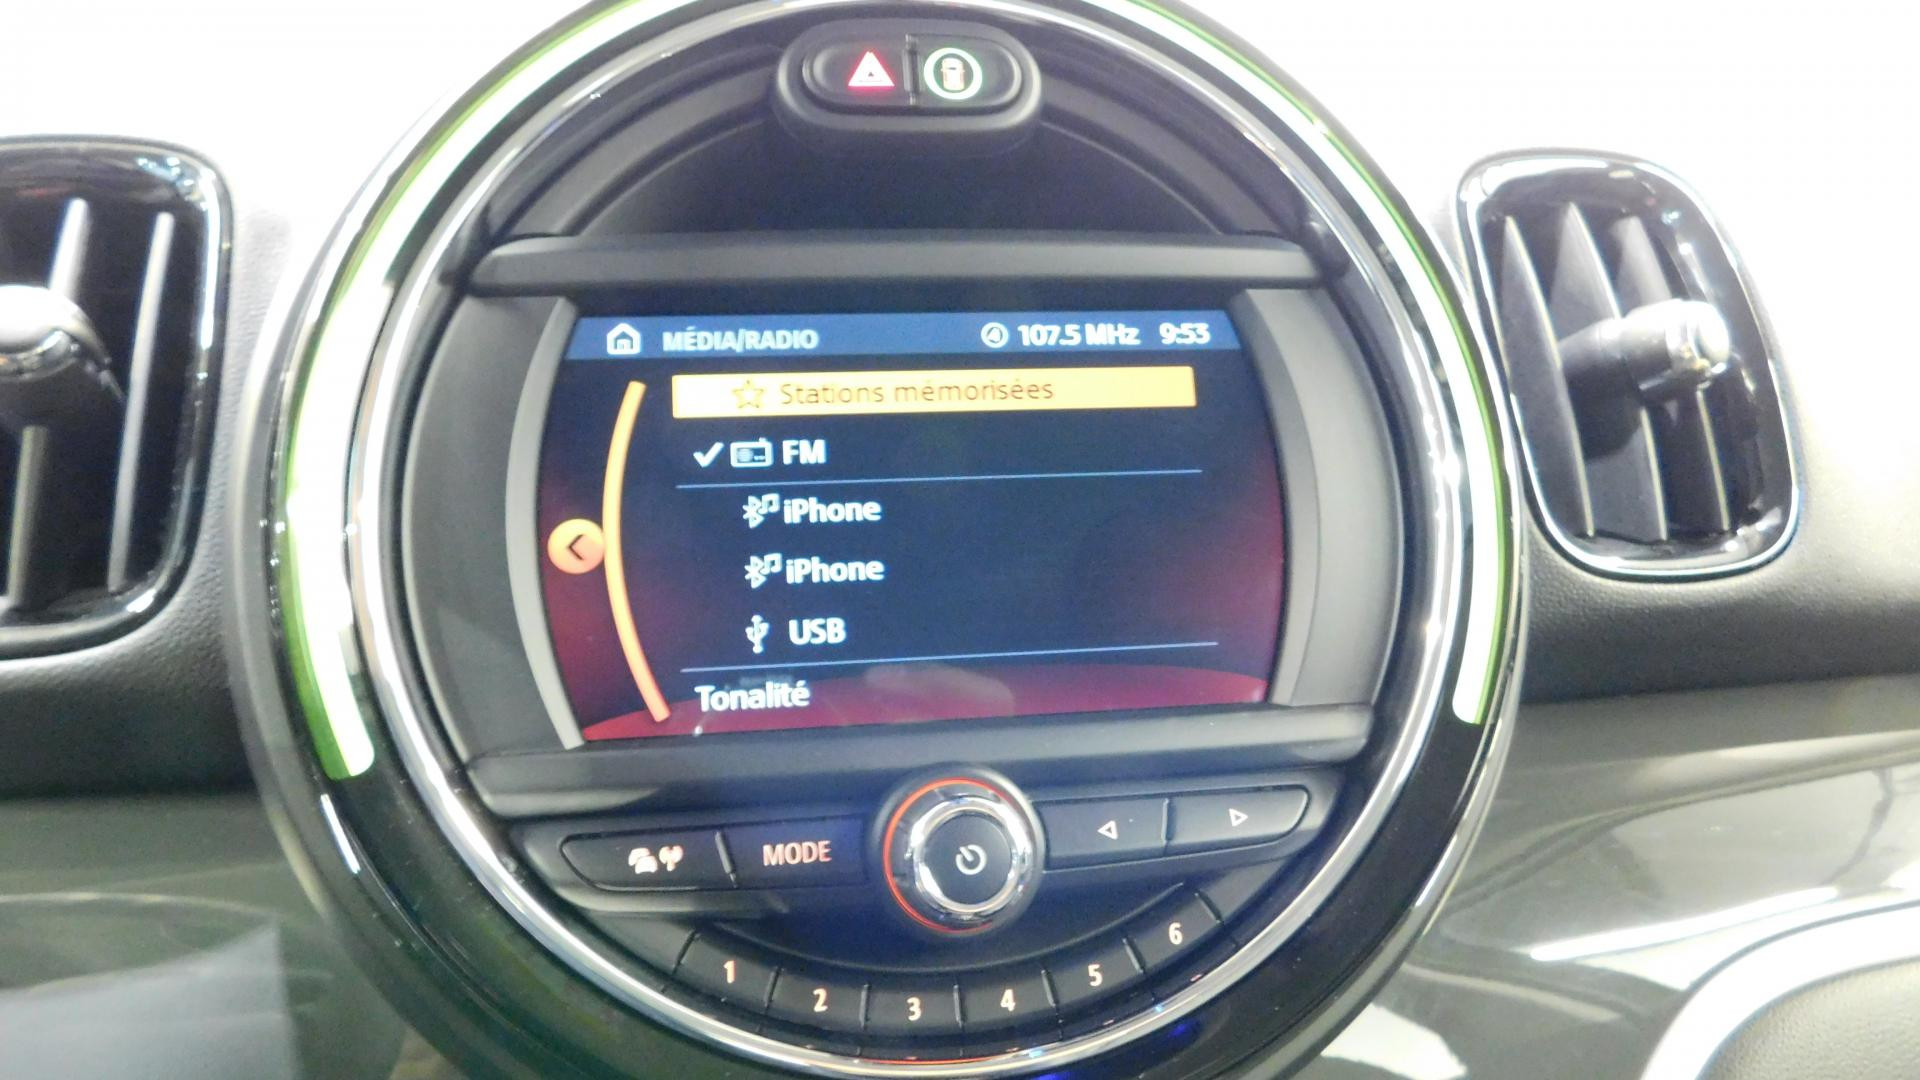 MÉDIA/RADIO 107.5 MHz 9:53
Stations mémorisées
FM
iPhone
iPhone
USB
Tonalité
MODE
1 2 3 4 5 6